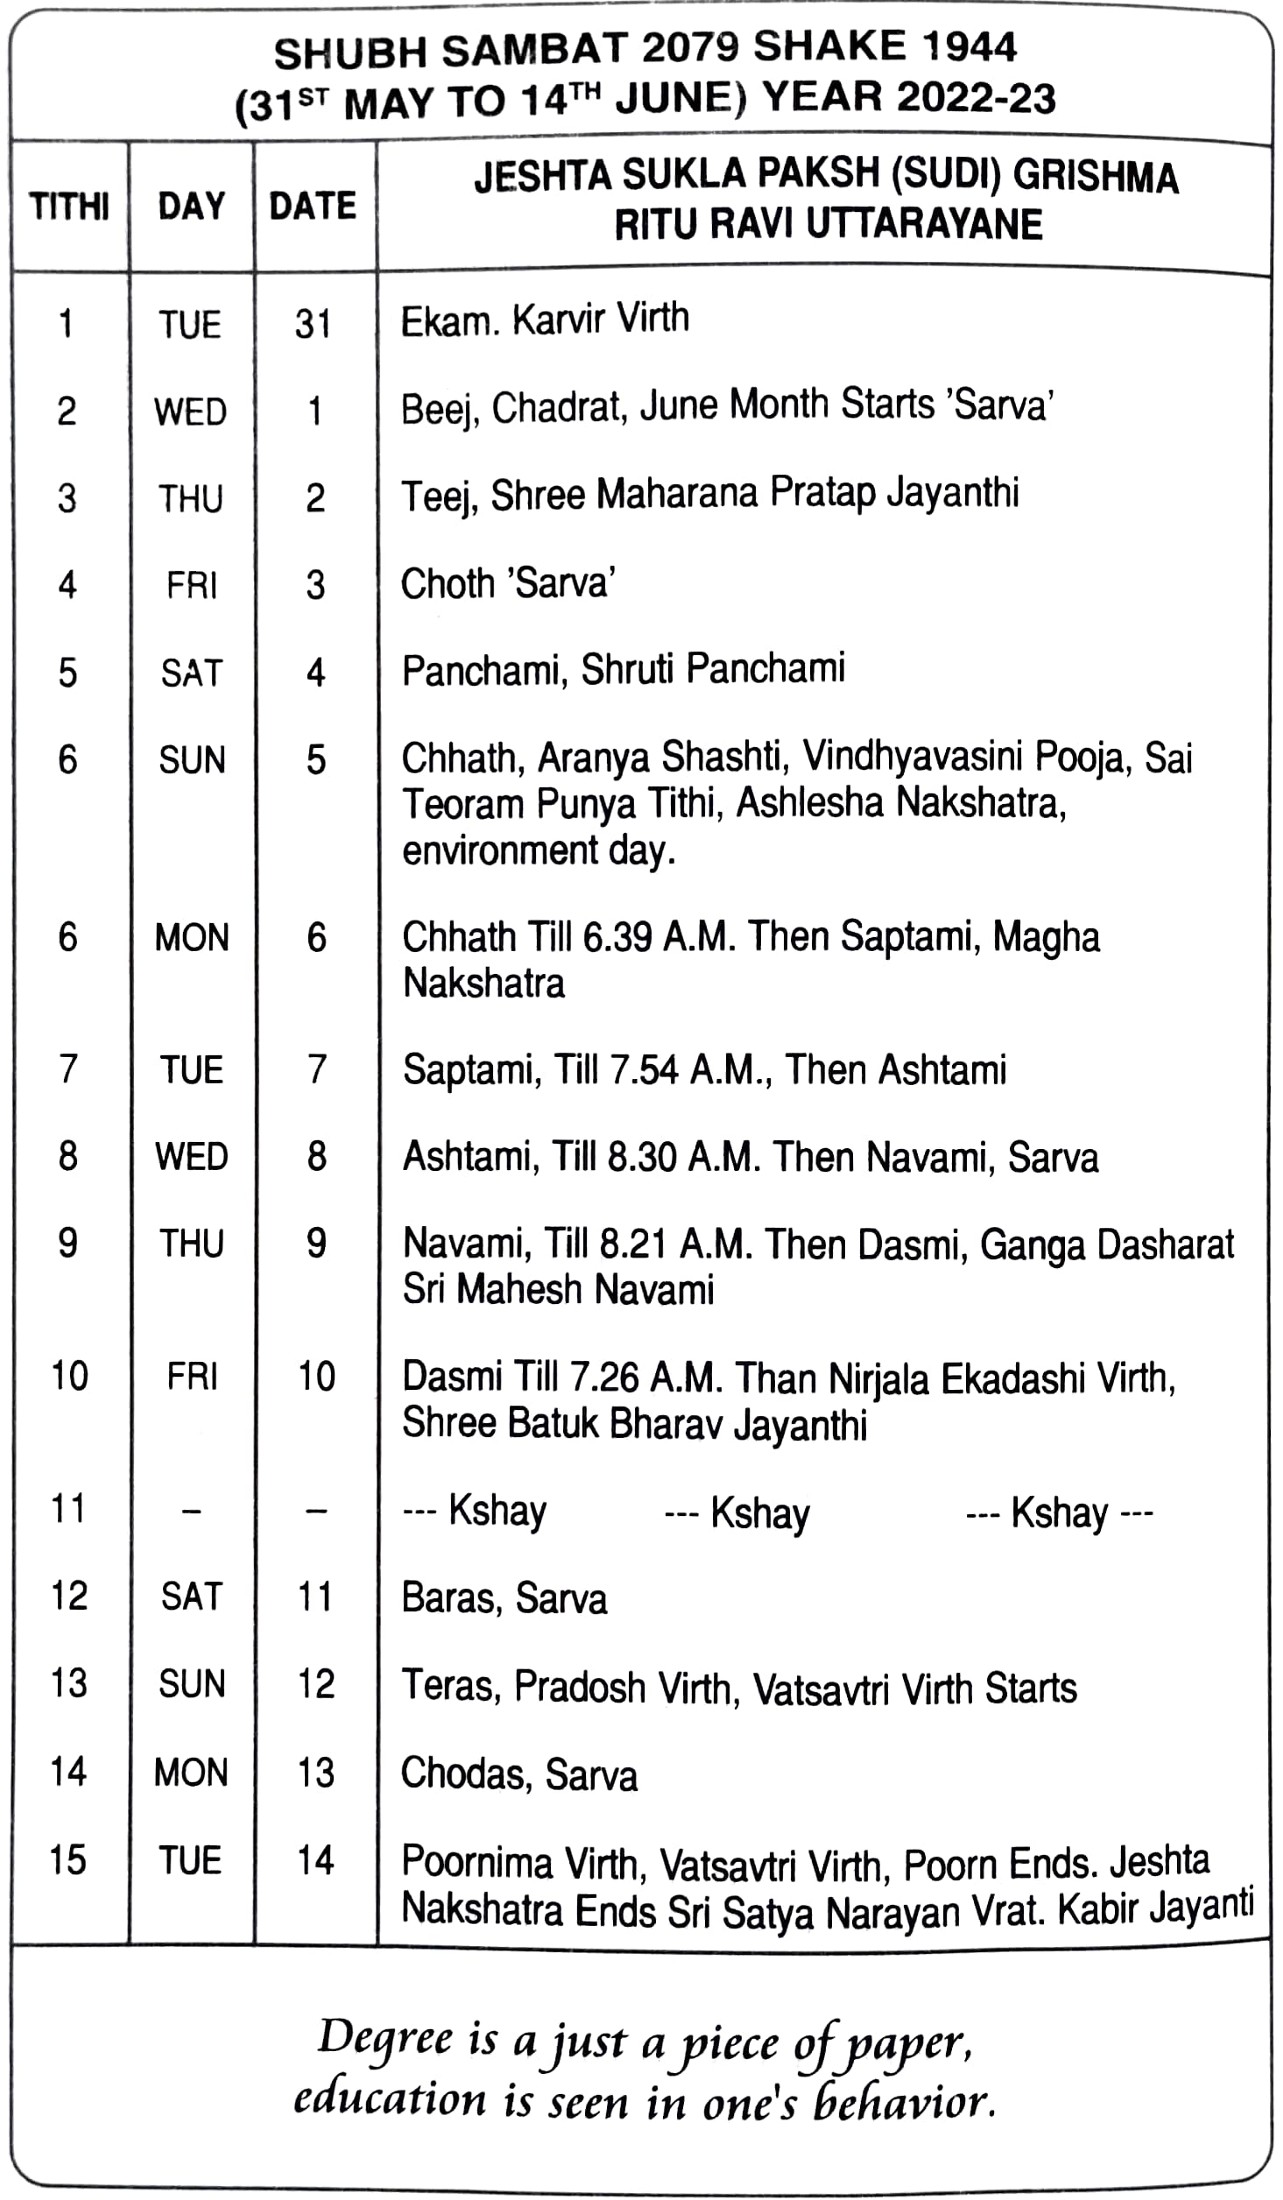 SHUBH SAMBAT 2079 SHAKE 1944
(31ST MAY TO 14TH JUNE) YEAR 2022-23
TITHI DAY DATE JESHTA SUKLA PAKSH (SUDI) GRISHMA
RITU RAVI UTTARAYANE
1 TUE 31 Ekam. Karvir Virth
2 WED 1 Beej, Chadrat, June Month Starts 'Sarva'
3 THU 2 Teej, Shree Maharana Pratap Jayanthi
4 FRI 3 Choth 'Sarva'
5 SAT 4 Panchami, Shruti Panchami
6 SUN 5 Chhath, Aranya Shashti, Vindhyavasini Pooja, Sai
Teoram Punya Tithi, Ashlesha Nakshatra,
environment day.
6 MON 6 Chhath Till 6.39 A.M. Then Saptami, Magha
Nakshatra
7 TUE 7 Saptami, Till 7.54 A.M., Then Ashtami
8 WED 8 Ashtami, Till 8.30 A.M. Then Navami, Sarva
9 THU 9 Navami, Till 8.21 A.M. Then Dasmi, Ganga Dasharat
Sri Mahesh Navami
10 FRI 10 Dasmi Till 7.26 A.M. Than Nirjala Ekadashi Virth,
Shree Batuk Bharav Jayanthi
11 – – --- Kshay --- Kshay --- Kshay ---
12 SAT 11 Baras, Sarva
13 SUN 12 Teras, Pradosh Virth, Vatsavtri Virth Starts
14 MON 13 Chodas, Sarva
15 TUE 14 Poornima Virth, Vatsavtri Virth, Poorn Ends. Jeshta
Nakshatra Ends Sri Satya Narayan Vrat. Kabir Jayanti
Degree is a just a piece of paper,
education is seen in one's behavior.